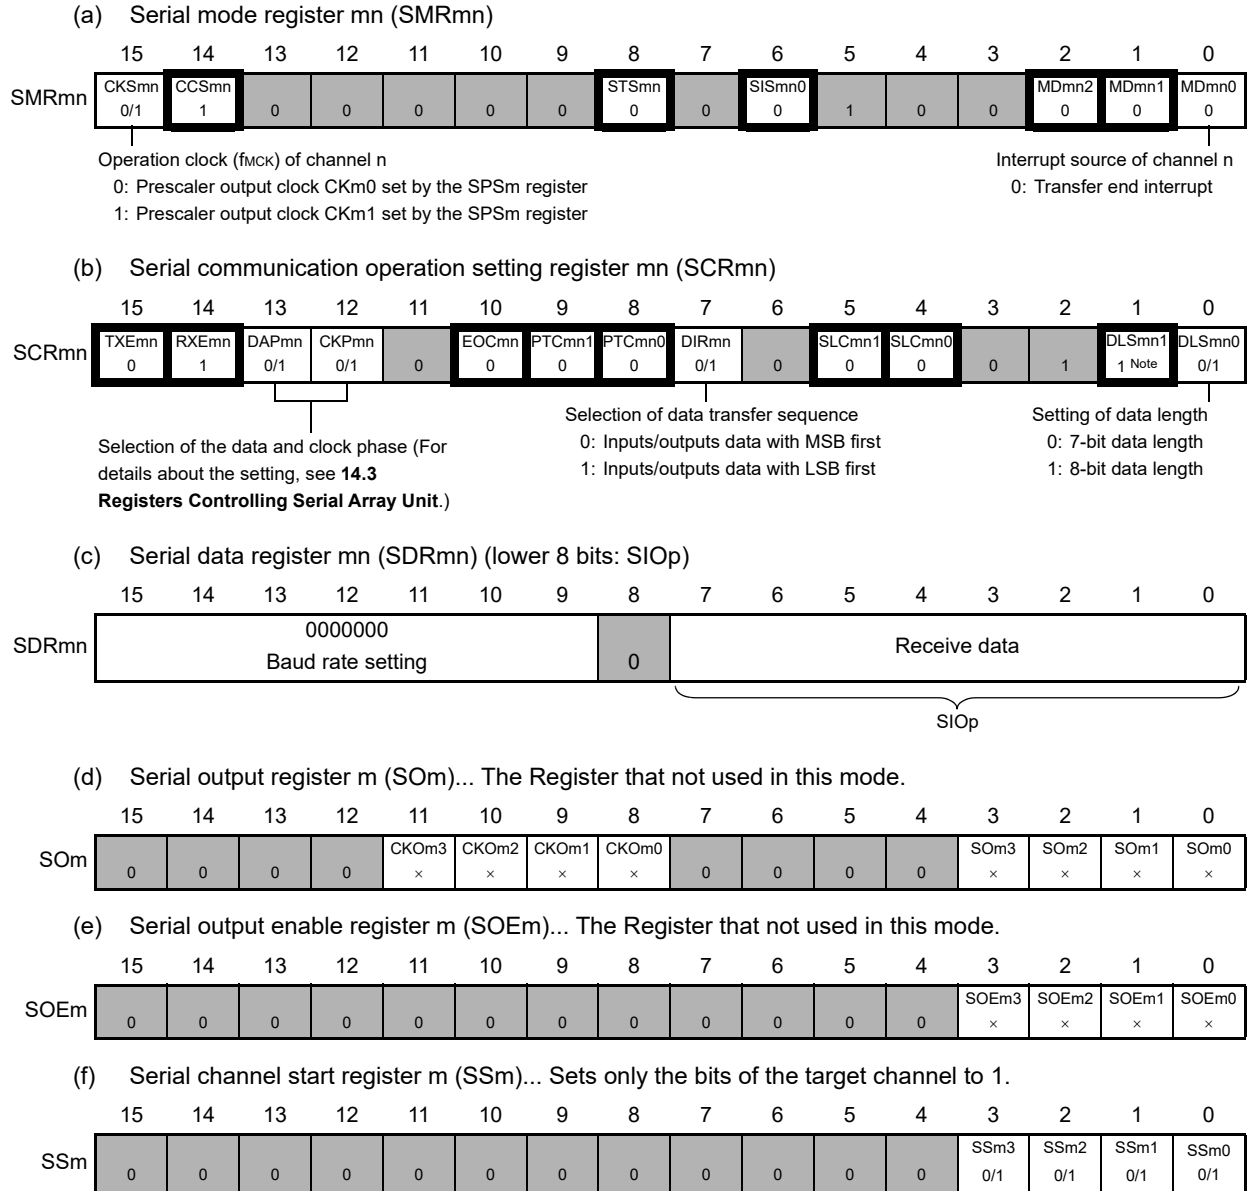 (a) Serial mode register mn (SMRmn)
15 14 13 12 11 10 9 8 7 6 5 4 3 2 1 0
SMRmn CKSmn CCSmn STSmn SISmn0 MDmn2 MDmn1 MDmn0
0/1 1 0 0 0 0 0 0 0 0 1 0 0 0 0 0
Operation clock (fMCK) of channel n
0: Prescaler output clock CKm0 set by the SPSm register
1: Prescaler output clock CKm1 set by the SPSm register
Interrupt source of channel n
0: Transfer end interrupt
(b) Serial communication operation setting register mn (SCRmn)
15 14 13 12 11 10 9 8 7 6 5 4 3 2 1 0
SCRmn TXEmn RXEmn DAPmn CKPmn EOCmn PTCmn1 PTCmn0 DIRmn SLCmn1 SLCmn0 DLSmn1 DLSmn0
0 1 0/1 0/1 0 0 0 0 0/1 0 0 0 0 1 1 Note 0/1
Selection of the data and clock phase (For
details about the setting, see 14.3
Registers Controlling Serial Array Unit.)
Selection of data transfer sequence
0: Inputs/outputs data with MSB first
1: Inputs/outputs data with LSB first
Setting of data length
0: 7-bit data length
1: 8-bit data length
(c) Serial data register mn (SDRmn) (lower 8 bits: SIOp)
15 14 13 12 11 10 9 8 7 6 5 4 3 2 1 0
SDRmn
0000000
Baud rate setting
0
Receive data
SIOp
(d) Serial output register m (SOm)... The Register that not used in this mode.
15 14 13 12 11 10 9 8 7 6 5 4 3 2 1 0
SOm CKOm3 CKOm2 CKOm1 CKOm0 SOm3 SOm2 SOm1 SOm0
0 0 0 0 × × × × 0 0 0 0 × × × ×
(e) Serial output enable register m (SOEm)... The Register that not used in this mode.
15 14 13 12 11 10 9 8 7 6 5 4 3 2 1 0
SOEm SOEm3 SOEm2 SOEm1 SOEm0
0 0 0 0 0 0 0 0 0 0 0 0 × × × ×
(f) Serial channel start register m (SSm)... Sets only the bits of the target channel to 1.
15 14 13 12 11 10 9 8 7 6 5 4 3 2 1 0
SSm SSm3 SSm2 SSm1 SSm0
0 0 0 0 0 0 0 0 0 0 0 0 0/1 0/1 0/1 0/1